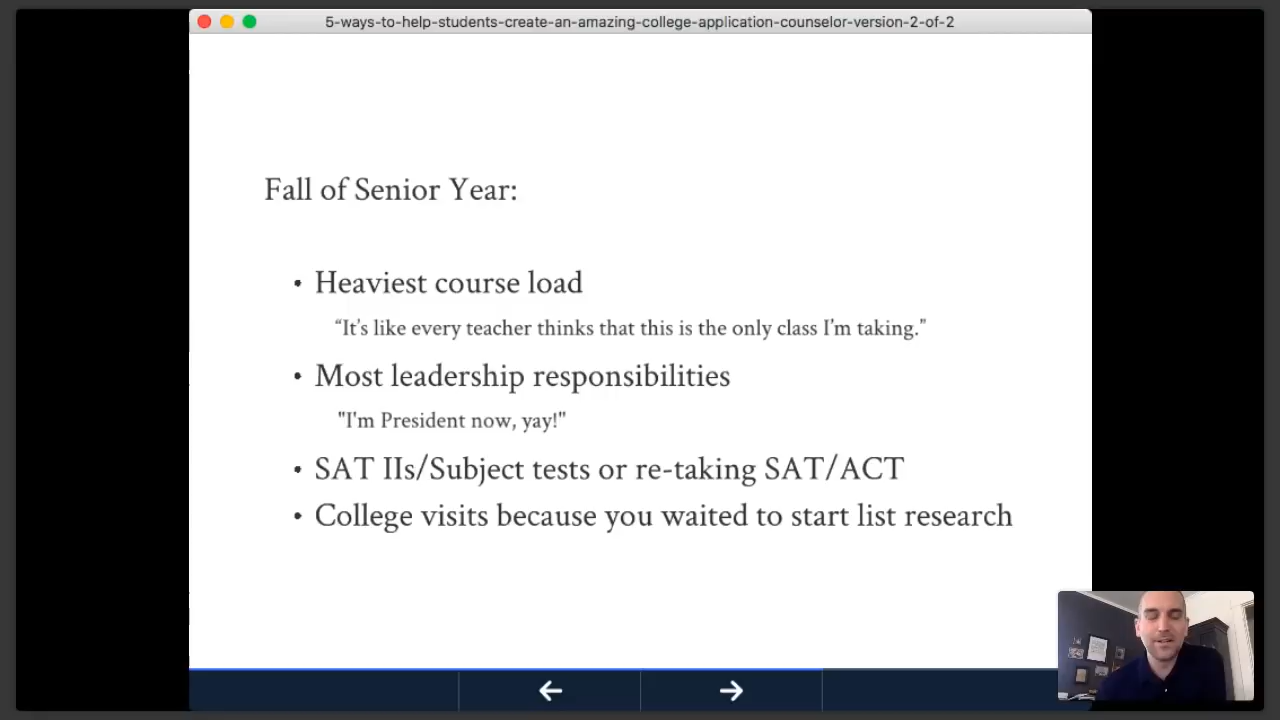 5-ways-to-help-students-create-an-amazing-college-application-counselor-version-2-of-2
Fall of Senior Year:
• Heaviest course load
“It’s like every teacher thinks that this is the only class I’m taking."
• Most leadership responsibilities
"I'm President now, yay!"
• SAT IIs/Subject tests or re-taking SAT/ACT
• College visits because you waited to start list research